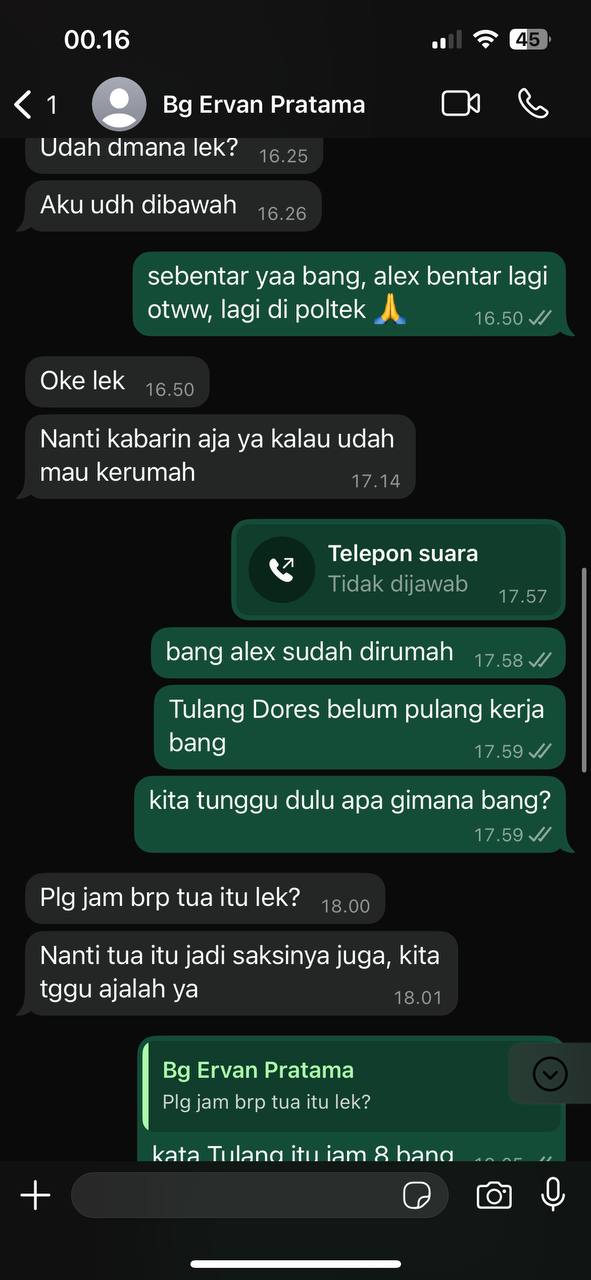 00.16
45
1
Bg Ervan Pratama
Udah dmana lek? 16.25
Aku udh dibawah 16.26
sebentar yaa bang, alex bentar lagi
otww, lagi di poltek 🙏 16.50
Oke lek 16.50
Nanti kabarin aja ya kalau udah
mau kerumah 17.14
Telepon suara
Tidak dijawab 17.57
bang alex sudah dirumah 17.58
Tulang Dores belum pulang kerja
bang 17.59
kita tunggu dulu apa gimana bang?
17.59
Plg jam brp tua itu lek? 18.00
Nanti tua itu jadi saksinya juga, kita
tggu ajalah ya 18.01
Bg Ervan Pratama
Plg jam brp tua itu lek?
kata Tulang itu jam 8 bang